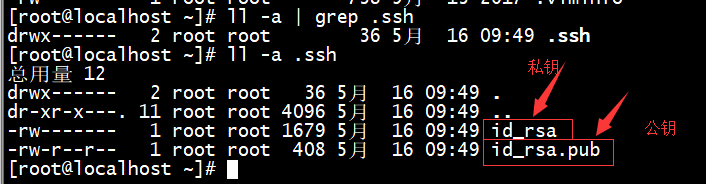 [root@localhost ~]# ll -a | grep .ssh
drwx------   2 root root     36 5月   16 09:49 .ssh
[root@localhost ~]# ll -a .ssh
总用量 12
drwx------   2 root root   36 5月   16 09:49 .
dr-xr-x---. 11 root root 4096 5月   16 09:49 ..
-rw-------   1 root root 1679 5月   16 09:49 id_rsa
-rw-r--r--   1 root root  408 5月   16 09:49 id_rsa.pub
[root@localhost ~]#
私钥
公钥